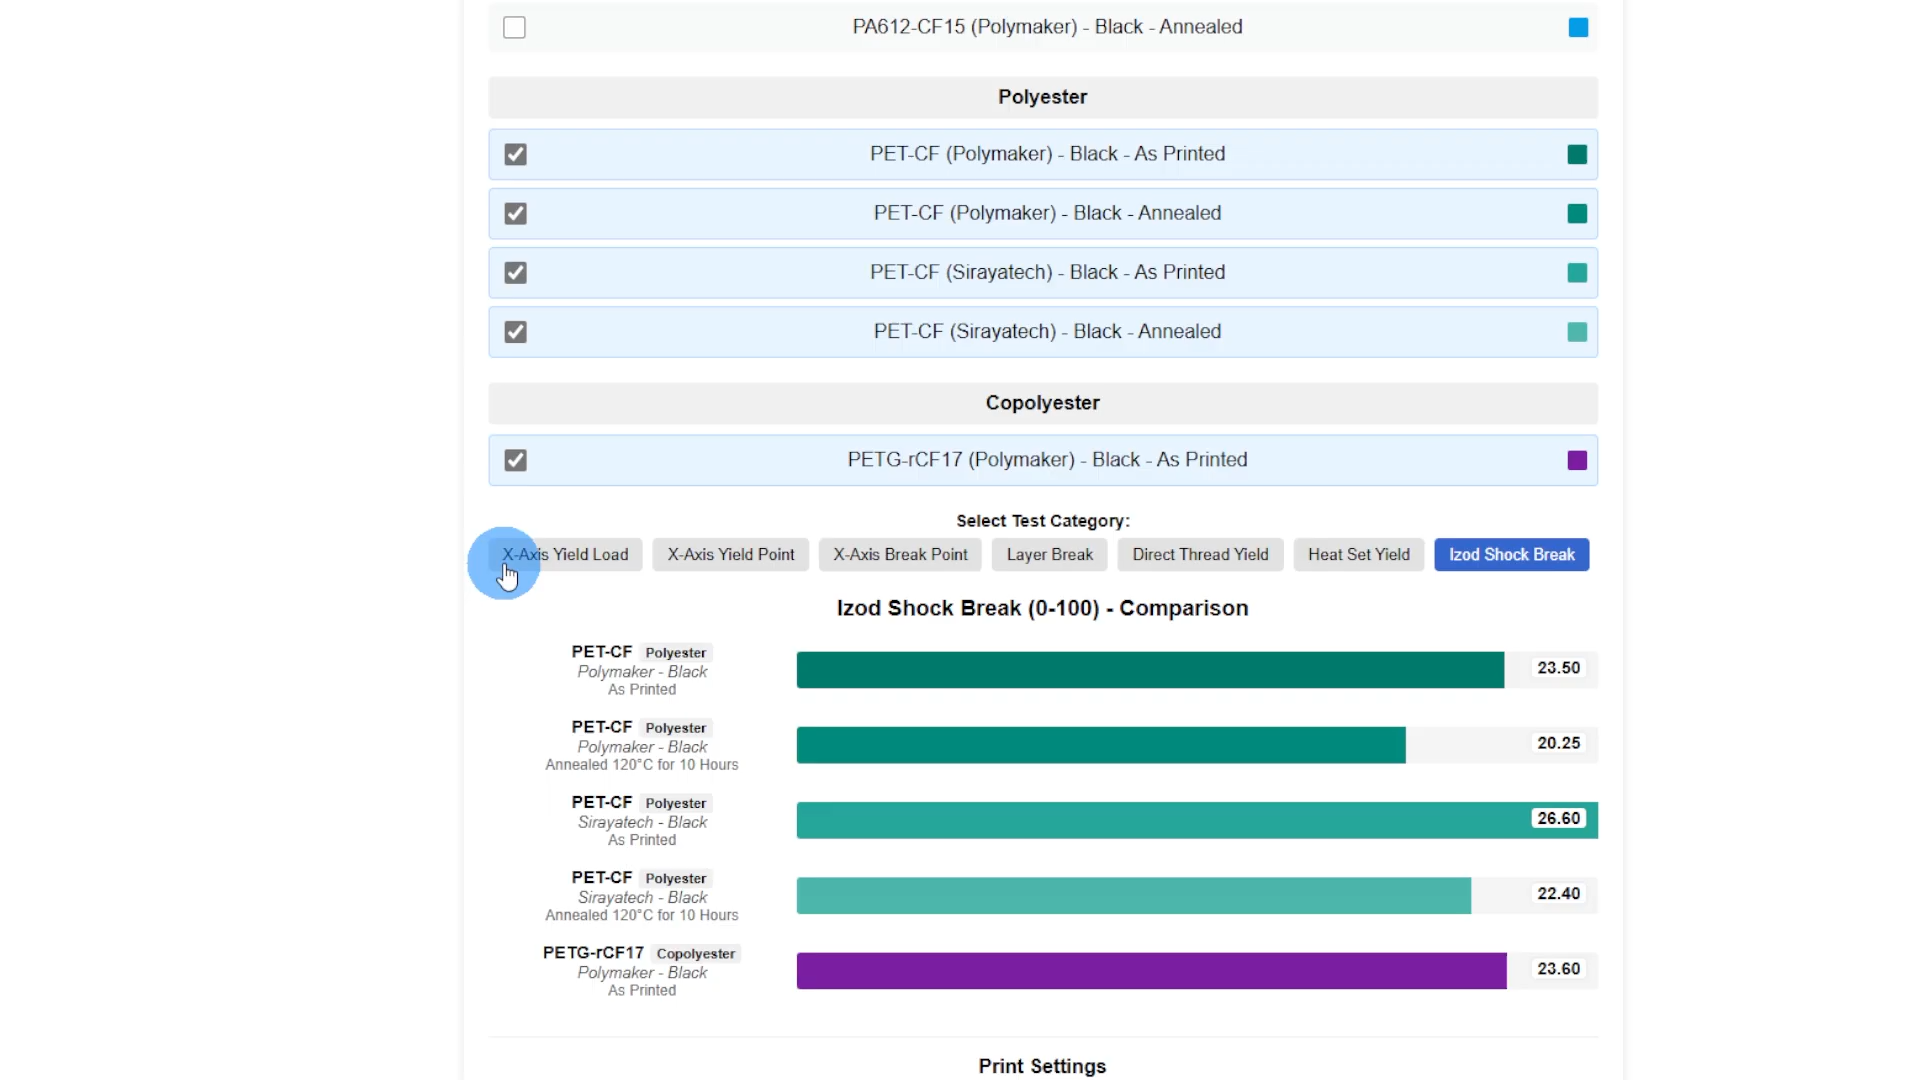 PA612-CF15 (Polymaker) - Black - Annealed
Polyester
PET-CF (Polymaker) - Black - As Printed
PET-CF (Polymaker) - Black - Annealed
PET-CF (Sirayatech) - Black - As Printed
PET-CF (Sirayatech) - Black - Annealed
Copolyester
PETG-rCF17 (Polymaker) - Black - As Printed
Select Test Category:
X-Axis Yield Load X-Axis Yield Point X-Axis Break Point Layer Break Direct Thread Yield Heat Set Yield Izod Shock Break
Izod Shock Break (0-100) - Comparison
PET-CF Polyester
Polymaker - Black
As Printed
23.50
PET-CF Polyester
Polymaker - Black
Annealed 120°C for 10 Hours
20.25
PET-CF Polyester
Sirayatech - Black
As Printed
26.60
PET-CF Polyester
Sirayatech - Black
Annealed 120°C for 10 Hours
22.40
PETG-rCF17 Copolyester
Polymaker - Black
As Printed
23.60
Print Settings